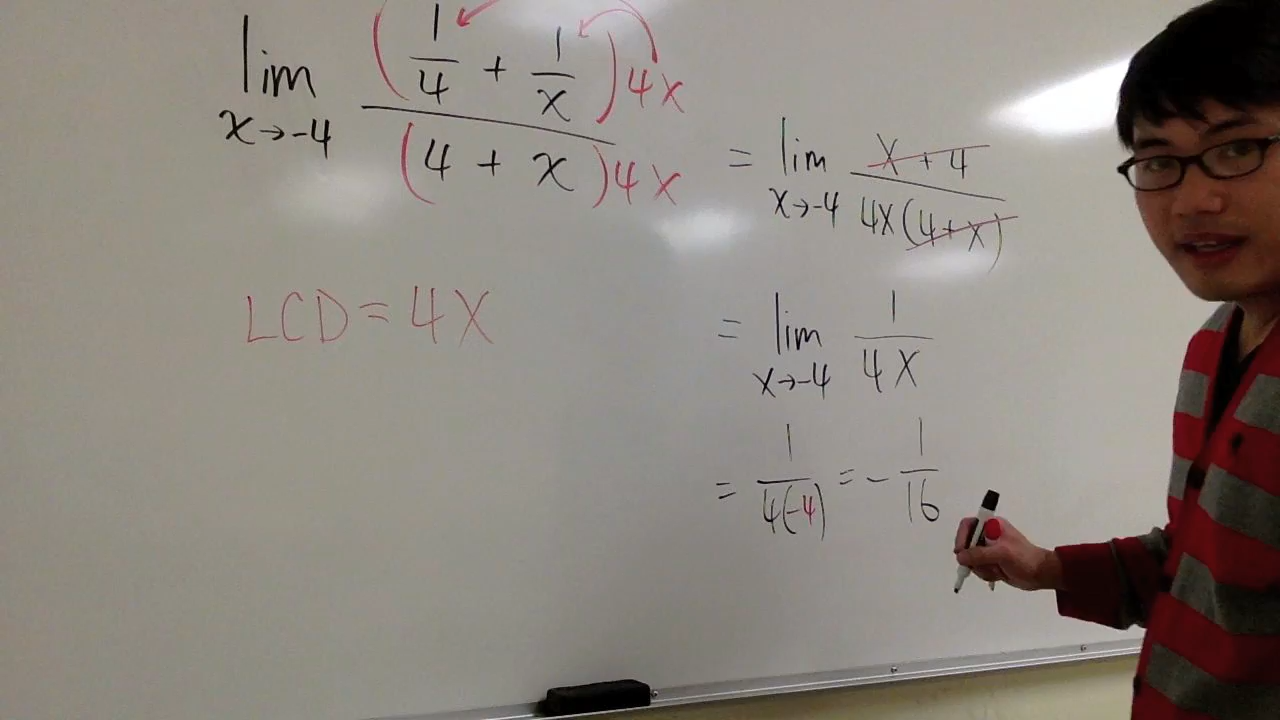 lim (1/4 + 1/x)4x
x→-4 (4 + x)4x
LCD = 4X
= lim x + 4
x→-4 4X(4+x)
= lim 1
x→-4 4X
= 1/4(-4) = - 1/16